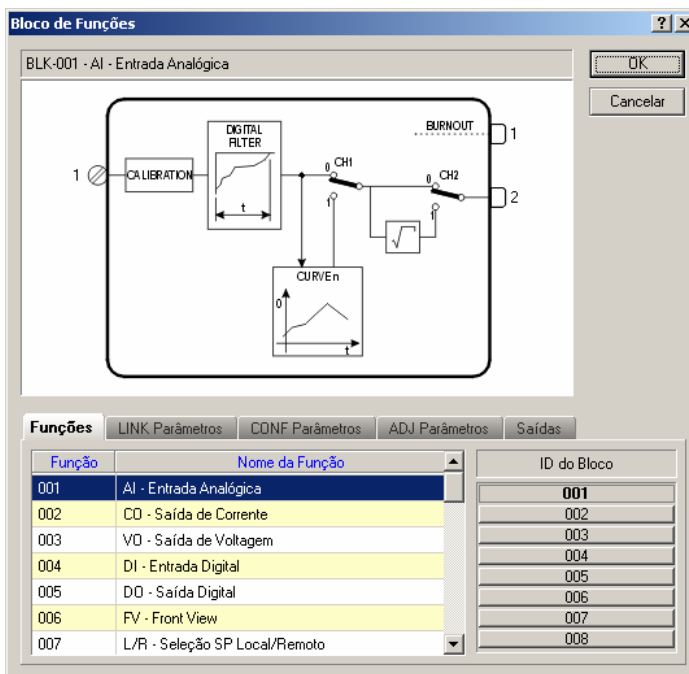 Bloco de Funções
BLK-001 - AI - Entrada Analógica
OK
Cancelar
DIGITAL
FILTER
BURNOUT
1
1
CALIBRATION
t
0
CH1
1
0
CH2
1
2
√
CURVEn
0
t
Funções
LINK Parâmetros
CONF Parâmetros
ADJ Parâmetros
Saídas
Função Nome da Função
001 AI - Entrada Analógica
002 CO - Saída de Corrente
003 VO - Saída de Voltagem
004 DI - Entrada Digital
005 DO - Saída Digital
006 FV - Front View
007 L/R - Seleção SP Local/Remoto
ID do Bloco
001
002
003
004
005
006
007
008